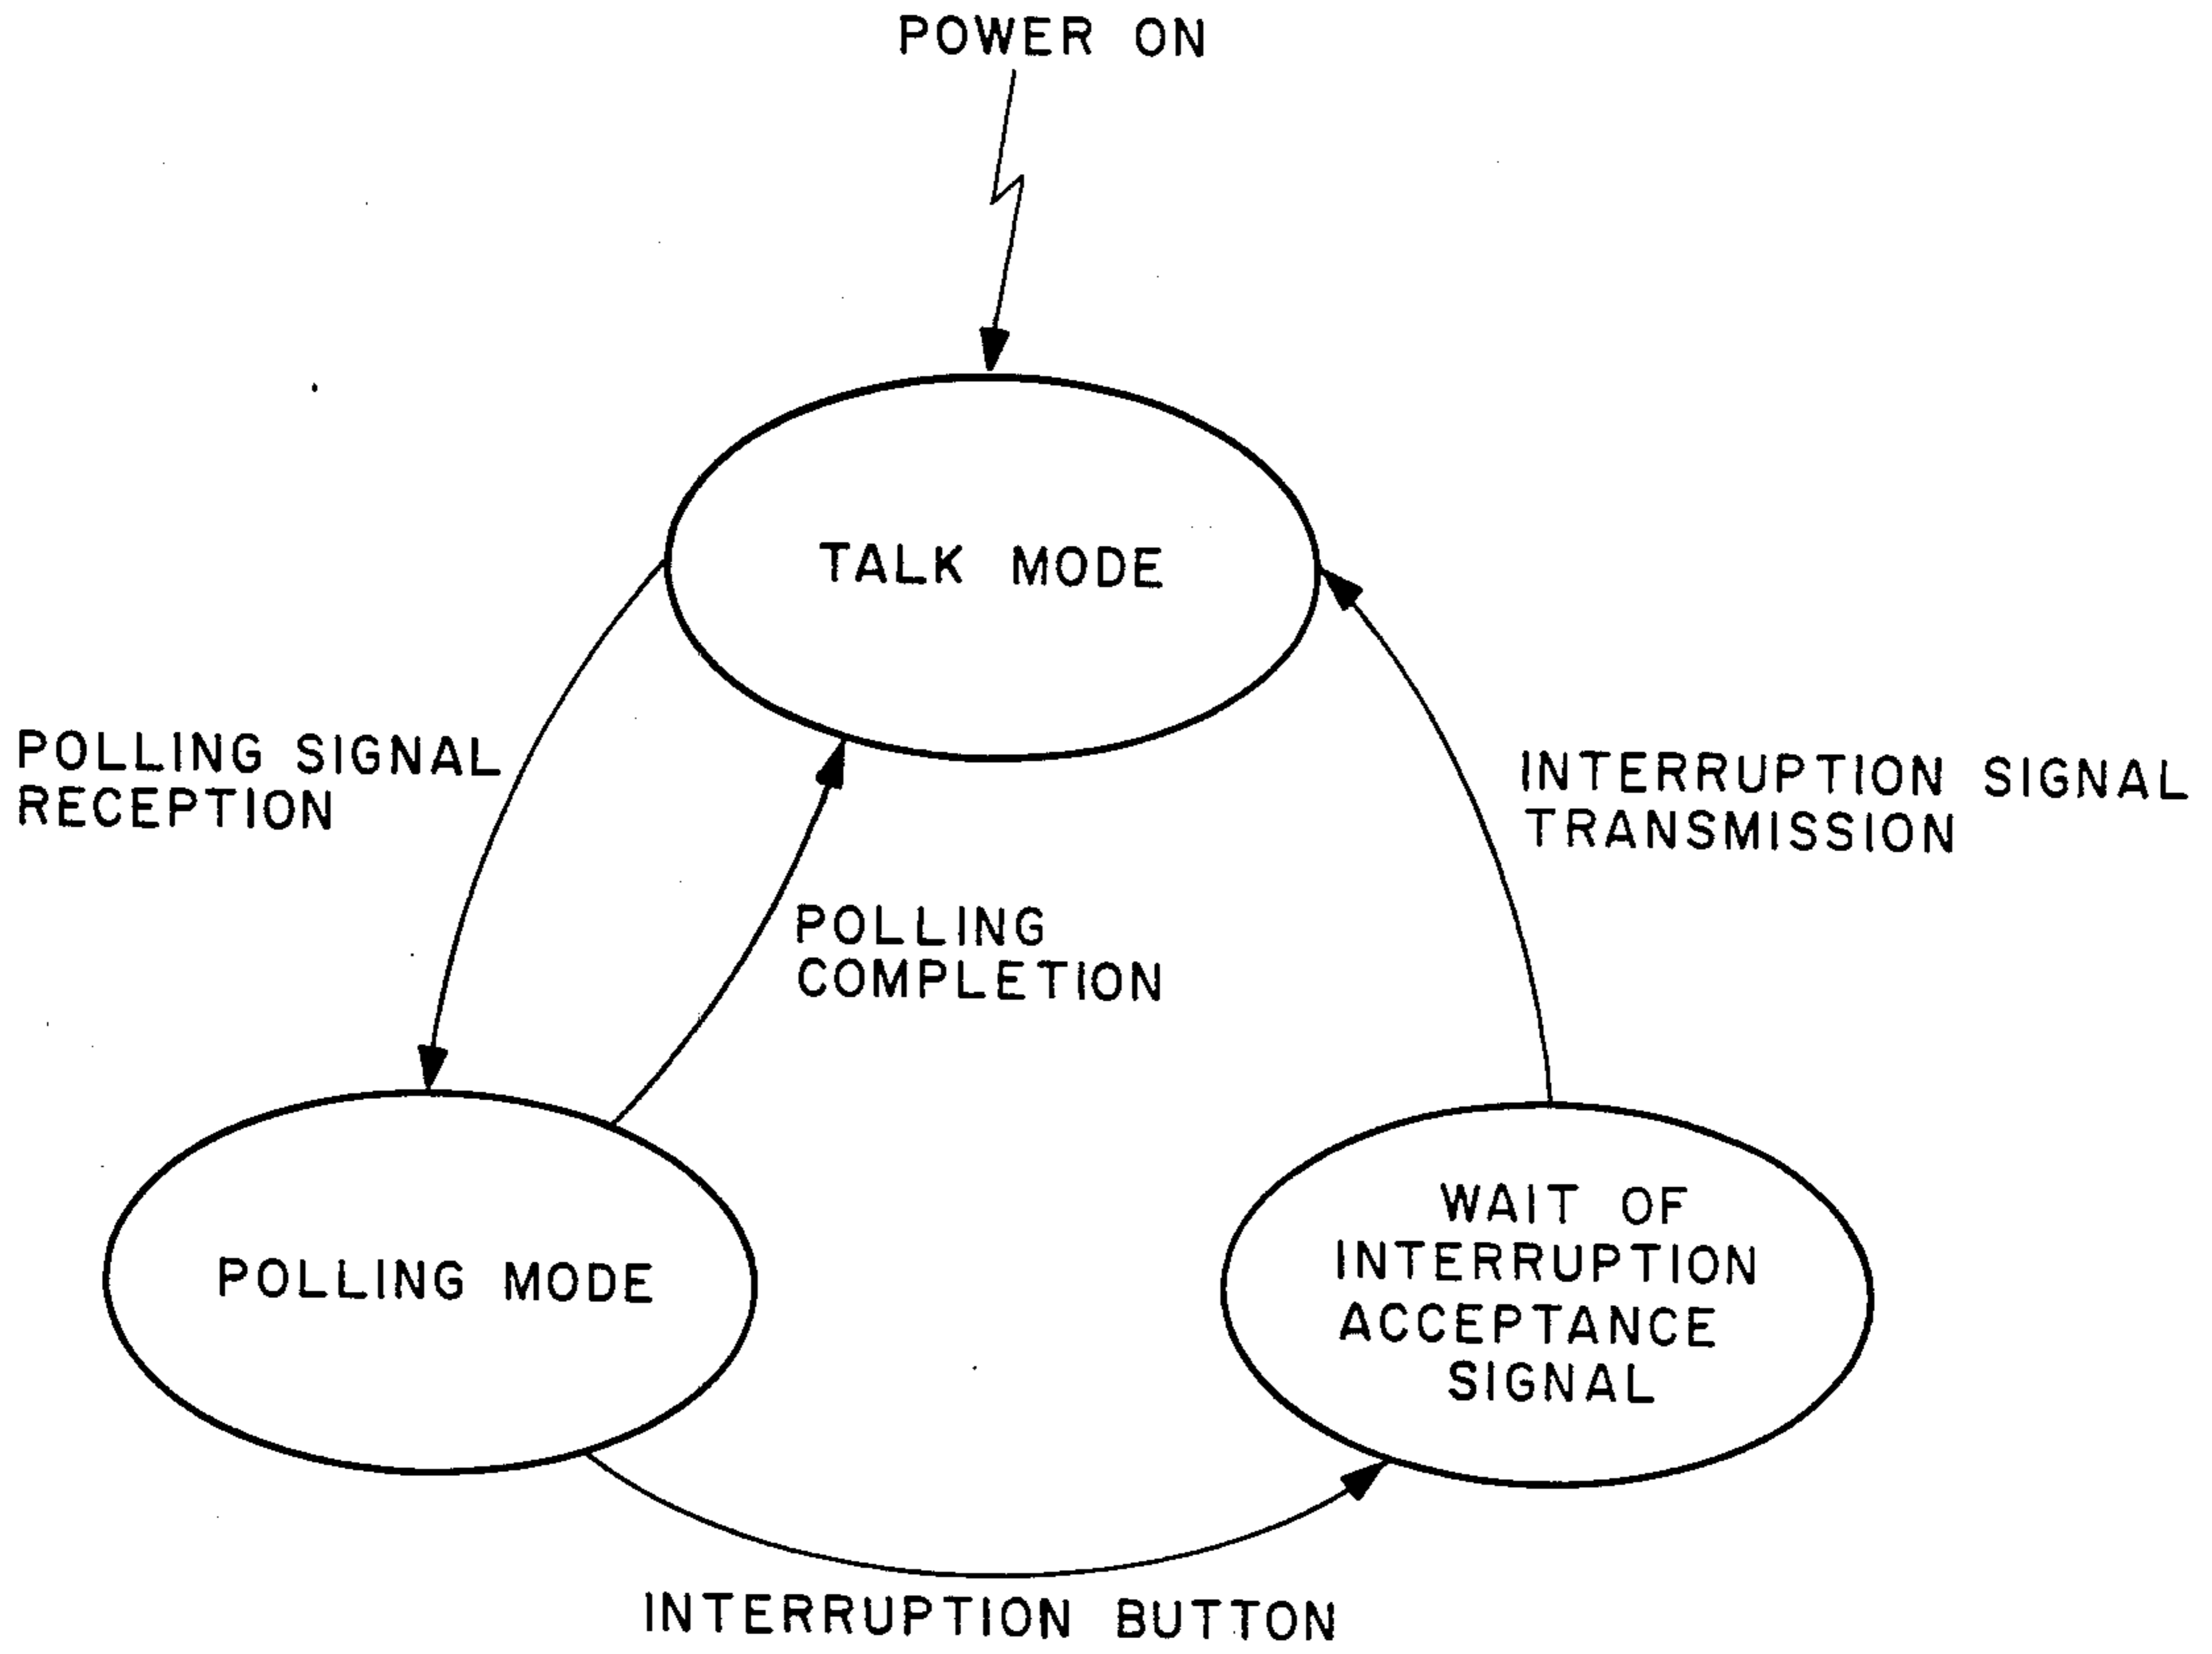 POWER ON
TALK MODE
POLLING SIGNAL
RECEPTION
INTERRUPTION SIGNAL
TRANSMISSION
POLLING
COMPLETION
POLLING MODE
WAIT OF
INTERRUPTION
ACCEPTANCE
SIGNAL
INTERRUPTION BUTTON